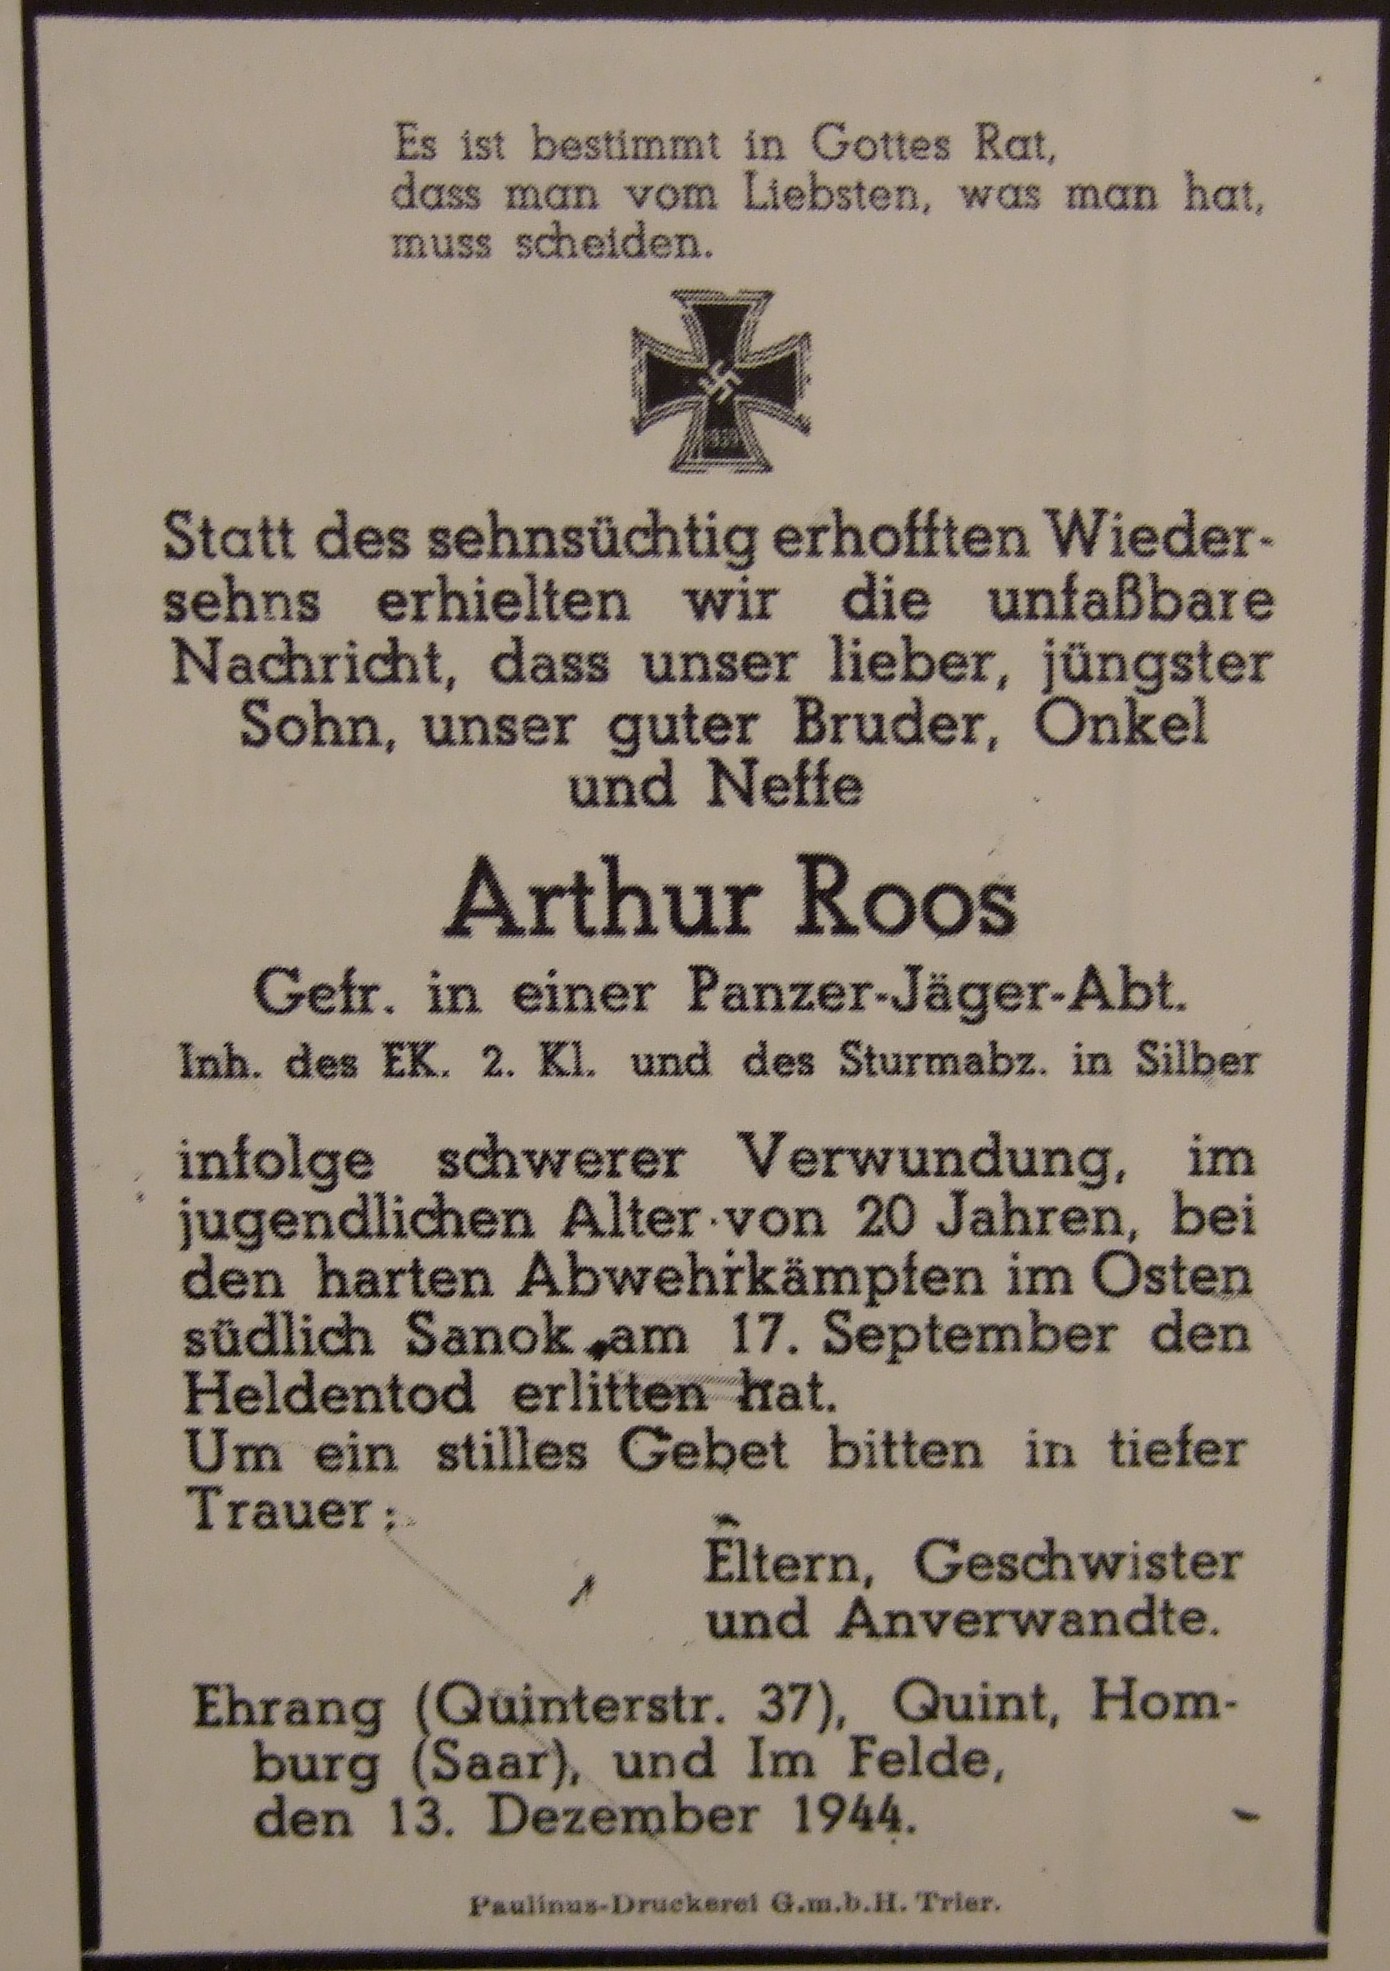 Es ist bestimmt in Gottes Rat,
dass man vom Liebsten, was man hat,
muss scheiden.
1939
Statt des sehnsüchtig erhofften Wieder-
sehns erhielten wir die unfaßbare
Nachricht, dass unser lieber, jüngster
Sohn, unser guter Bruder, Onkel
und Neffe
Arthur Roos
Gefr. in einer Panzer-Jäger-Abt.
Inh. des EK. 2. Kl. und des Sturmabz. in Silber
infolge schwerer Verwundung, im
jugendlichen Alter von 20 Jahren, bei
den harten Abwehrkämpfen im Osten
südlich Sanok am 17. September den
Heldentod erlitten hat.
Um ein stilles Gebet bitten in tiefer
Trauer:
Eltern, Geschwister
und Anverwandte.
Ehrang (Quinterstr. 37), Quint, Hom-
burg (Saar), und Im Felde,
den 13. Dezember 1944.
Paulinus-Druckerei G.m.b.H. Trier.